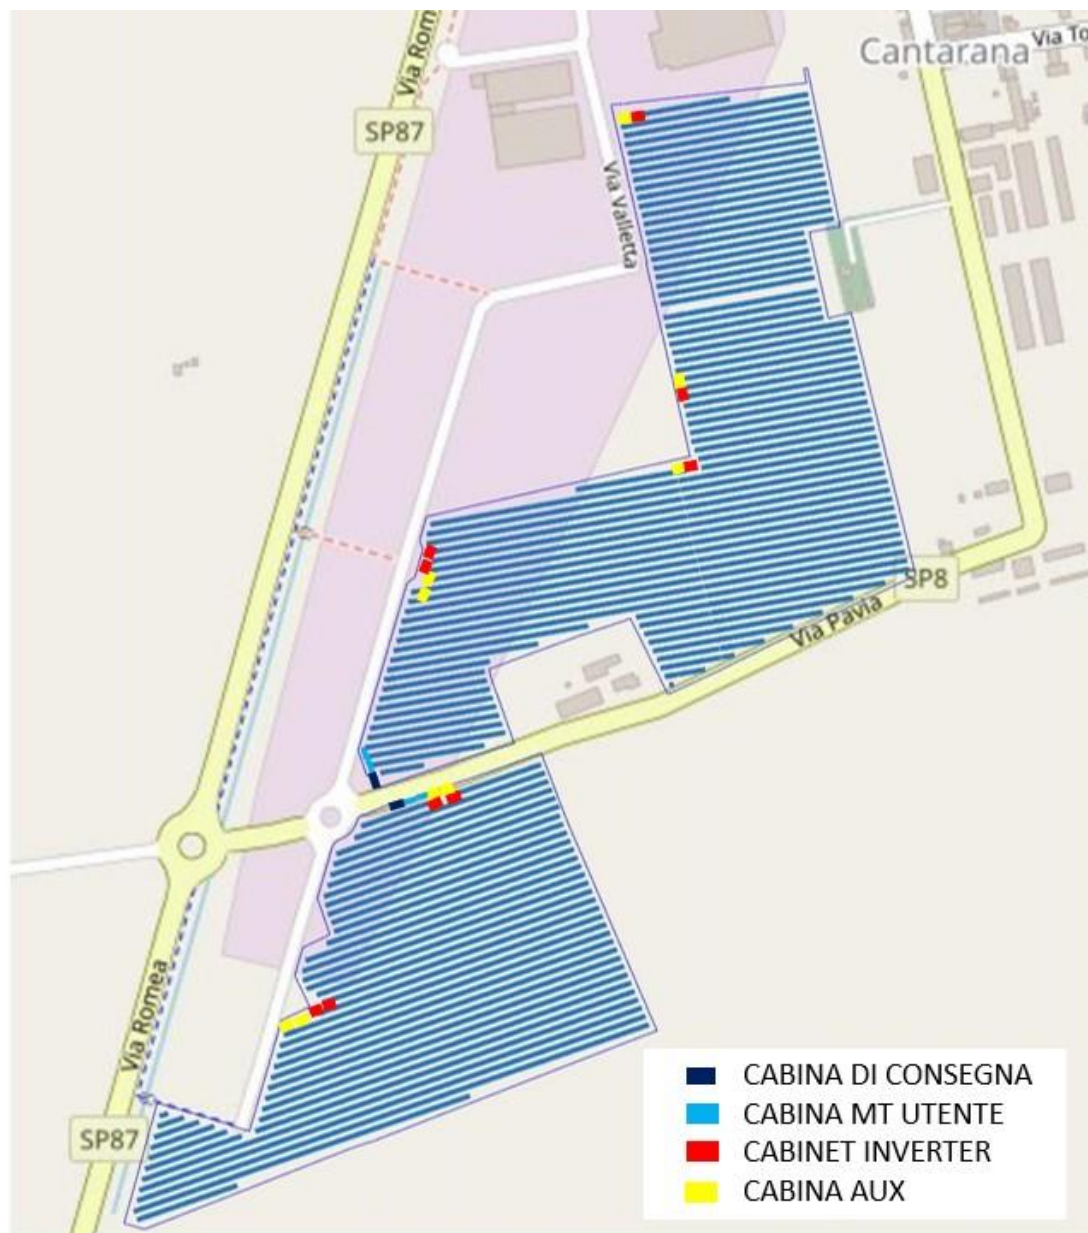 Via Rom
Cantarana
Via To
SP87
Via Valletta
SP8
Via Pavia
Via Romea
SP87
CABINA DI CONSEGNA
CABINA MT UTENTE
CABINET INVERTER
CABINA AUX